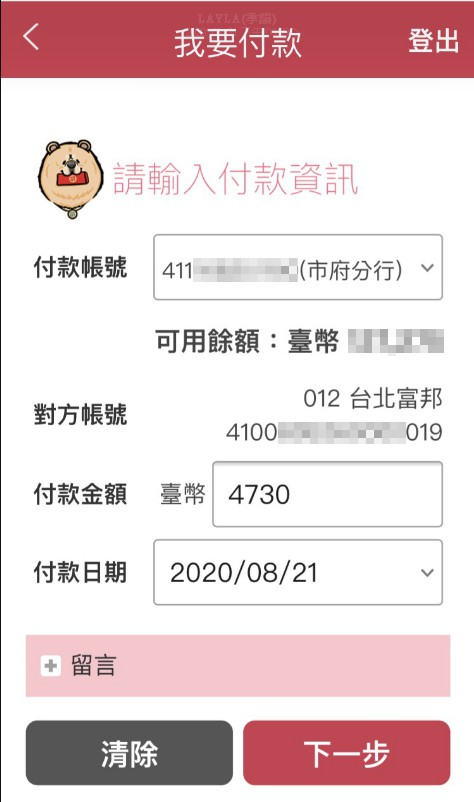 LAYLA(季韻)
我要付款
登出
請輸入付款資訊
付款帳號
411 (市府分行)
可用餘額：臺幣
012 台北富邦
對方帳號
4100 019
付款金額 臺幣 4730
付款日期 2020/08/21
留言
清除
下一步